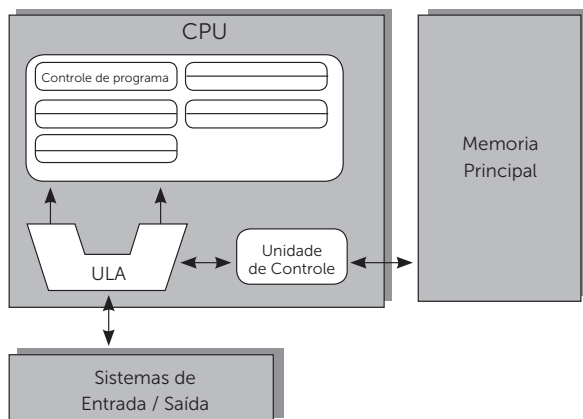 CPU
Controle de programa
Memoria
Principal
ULA
Unidade
de Controle
Sistemas de
Entrada / Saída